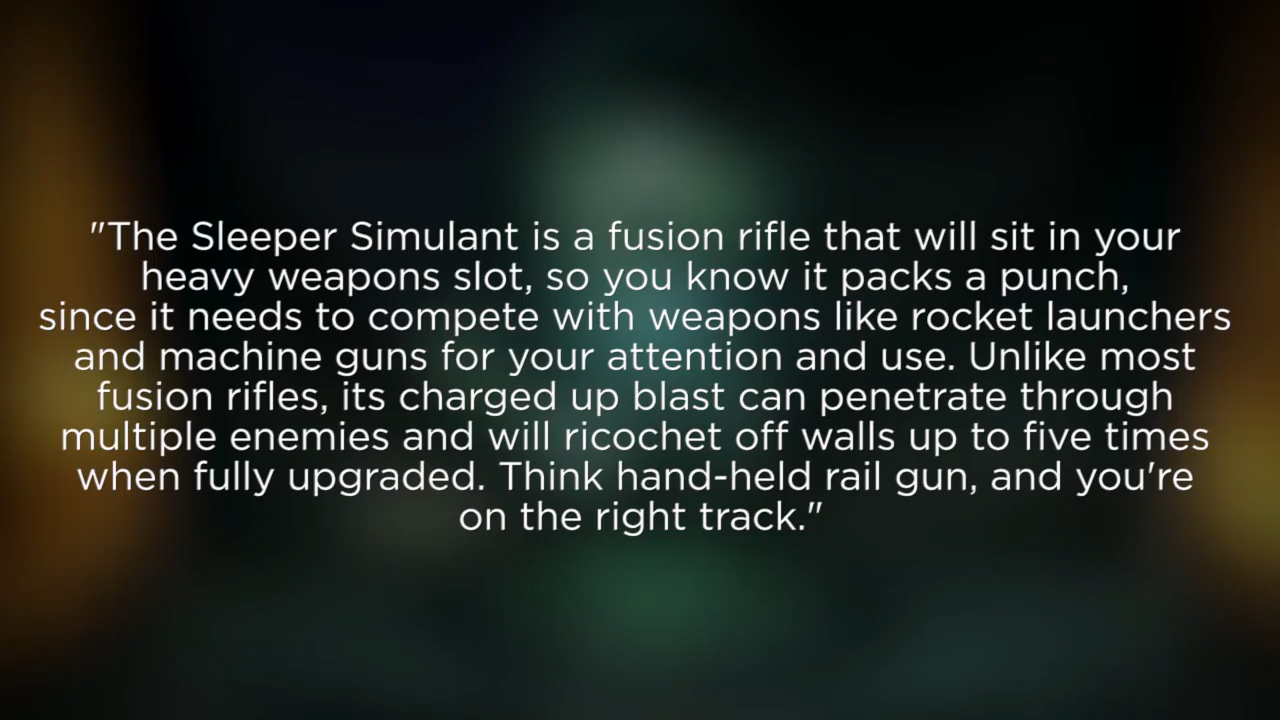 "The Sleeper Simulant is a fusion rifle that will sit in your
heavy weapons slot, so you know it packs a punch,
since it needs to compete with weapons like rocket launchers
and machine guns for your attention and use. Unlike most
fusion rifles, its charged up blast can penetrate through
multiple enemies and will ricochet off walls up to five times
when fully upgraded. Think hand-held rail gun, and you're
on the right track."